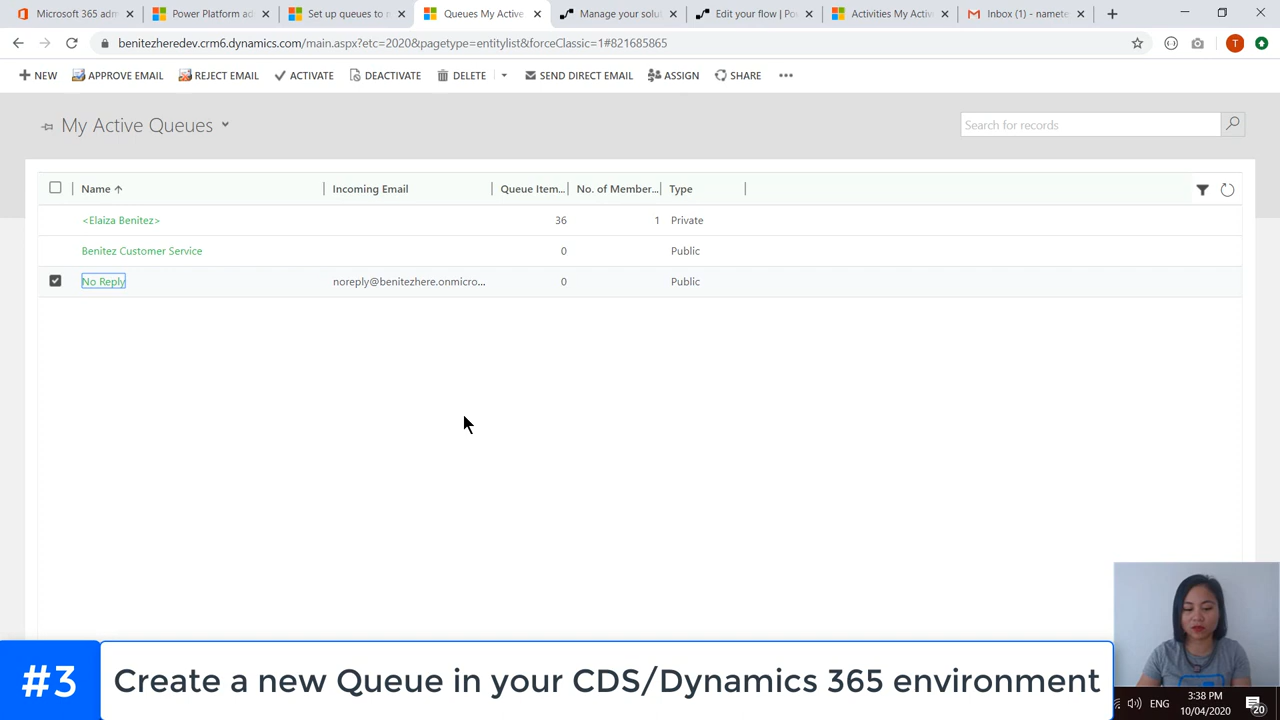 Microsoft 365 adm
Power Platform ad
Set up queues to m
Queues My Active
Manage your solu
Edit your flow | Po
Activities My Activ
Inbox (1) - namete
benitezheredev.crm6.dynamics.com/main.aspx?etc=2020&pagetype=entitylist&forceClassic=1#821685865
T
NEW
APPROVE EMAIL
REJECT EMAIL
ACTIVATE
DEACTIVATE
DELETE
SEND DIRECT EMAIL
ASSIGN
SHARE
My Active Queues
Search for records
Name
Incoming Email
Queue Item...
No. of Member...
Type
<Elaiza Benitez> 36 1 Private
Benitez Customer Service 0 Public
No Reply noreply@benitezhere.onmicro... 0 Public
#3
Create a new Queue in your CDS/Dynamics 365 environment
ENG
3:38 PM
10/04/2020
20